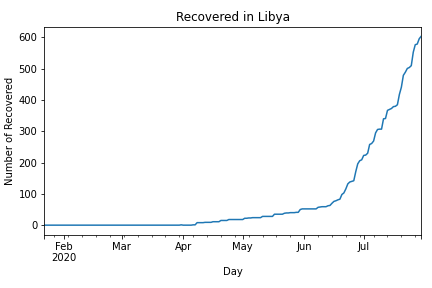 Recovered in Libya
Number of Recovered
600
500
400
300
200
100
0
Feb
2020
Mar
Apr
May
Jun
Jul
Day